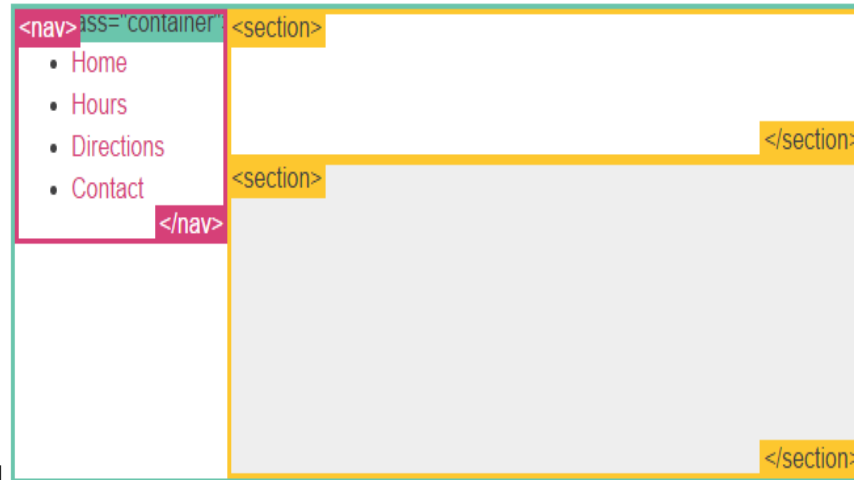 <nav> ass="container"
<section>
Home
Hours
Directions
Contact
</nav>
</section>
<section>
</section>